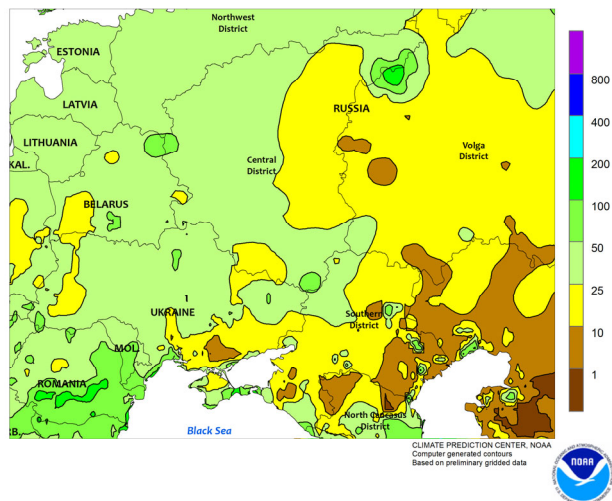 Northwest
District
ESTONIA
LATVIA
LITHUANIA
KAL.
BELARUS
RUSSIA
Central
District
Volga
District
UKRAINE
Southern
District
MOL.
ROMANIA
North Caucasus
District
RB.
Black Sea
800
400
200
100
50
25
10
1
CLIMATE PREDICTION CENTER, NOAA
Computer generated contours
Based on preliminary gridded data
NOAA